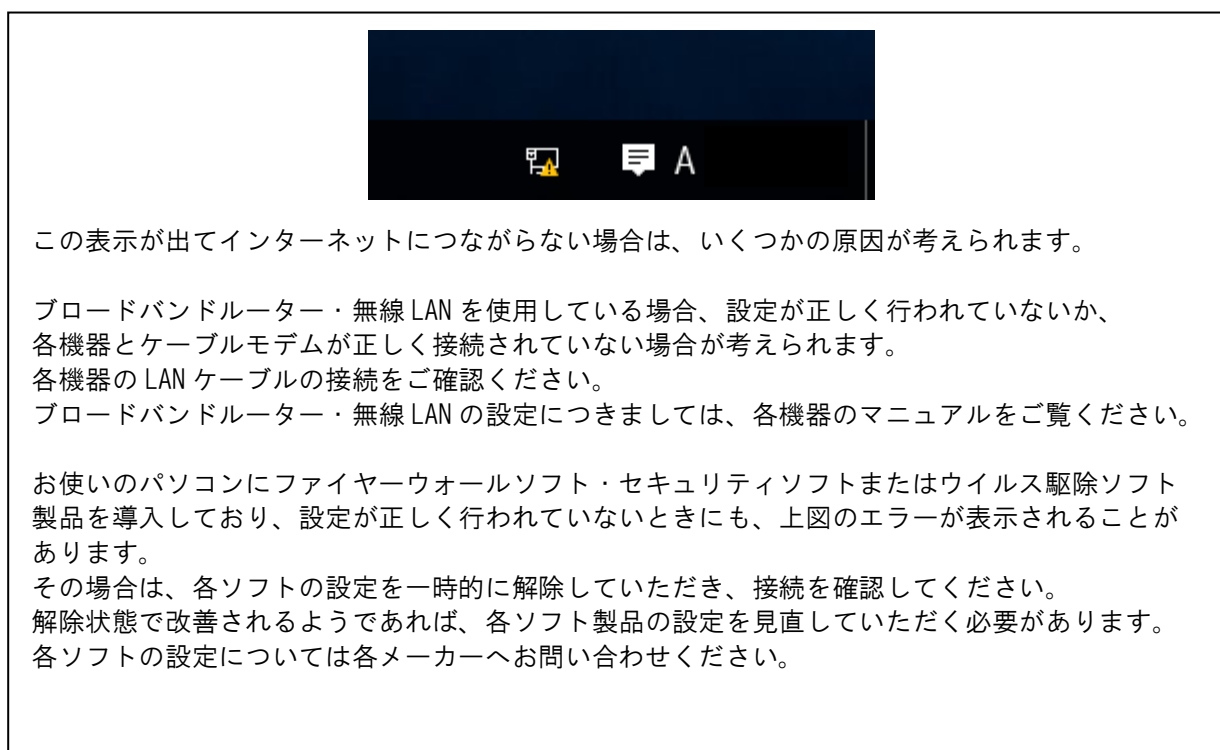 A
この表示が出てインターネットにつながらない場合は、いくつかの原因が考えられます。
ブロードバンドルーター・無線 LAN を使用している場合、設定が正しく行われていないか、
各機器とケーブルモデムが正しく接続されていない場合が考えられます。
各機器の LAN ケーブルの接続をご確認ください。
ブロードバンドルーター・無線 LAN の設定につきましては、各機器のマニュアルをご覧ください。
お使いのパソコンにファイヤーウォールソフト・セキュリティソフトまたはウイルス駆除ソフト
製品を導入しており、設定が正しく行われていないときにも、上図のエラーが表示されることが
あります。
その場合は、各ソフトの設定を一時的に解除していただき、接続を確認してください。
解除状態で改善されるようであれば、各ソフト製品の設定を見直していただく必要があります。
各ソフトの設定については各メーカーへお問い合わせください。